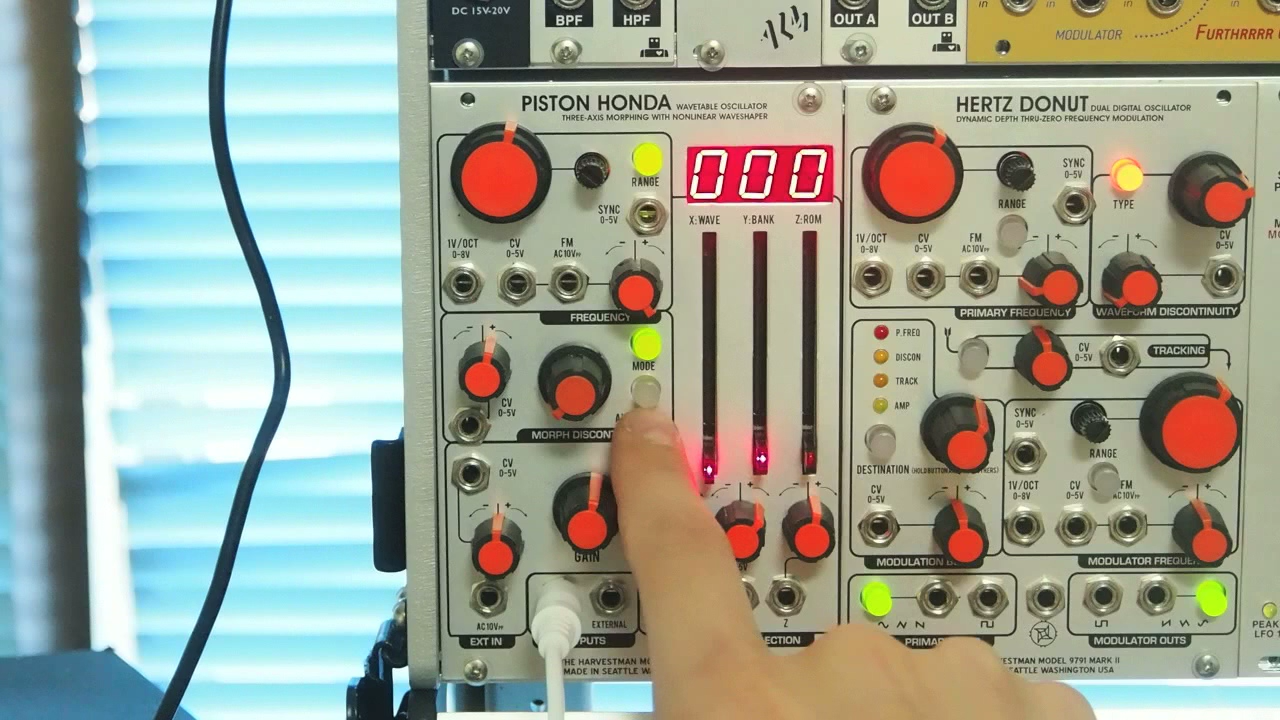 DC 15V-20V
BPF
HPF
OUT A
OUT B
in
in
in
in
MODULATOR
FURTHRRRR
PISTON HONDA WAVETABLE OSCILLATOR
THREE-AXIS MORPHING WITH NONLINEAR WAVESHAPER
RANGE
SYNC
0-5V
1V/OCT
0-8V
CV
0-5V
FM
AC10VPP
- +
FREQUENCY
000
X:WAVE
Y:BANK
Z:ROM
- +
MODE
CV
0-5V
MORPH
CV
0-5V
- +
GAIN
AC10VPP
EXT IN
EXTERNAL
- +
- +
Z
THE HARVESTMAN
MADE IN SEATTLE WA
HERTZ DONUT DUAL DIGITAL OSCILLATOR
DYNAMIC DEPTH THRU-ZERO FREQUENCY MODULATION
RANGE
SYNC
0-5V
1V/OCT
0-8V
CV
0-5V
FM
AC10VPP
- +
PRIMARY FREQUENCY
TYPE
CV
0-5V
- +
WAVEFORM DISCONTINUITY
P.FREQ
DISCON
TRACK
AMP
DESTINATION
CV
0-5V
TRACKING
CV
0-5V
- +
SYNC
0-5V
RANGE
1V/OCT
0-8V
CV
0-5V
FM
AC10VPP
- +
MODULATOR
MODULATOR OUTS
MODEL 9791 MARK II
SEATTLE WASHINGTON USA
PEAK
LFO